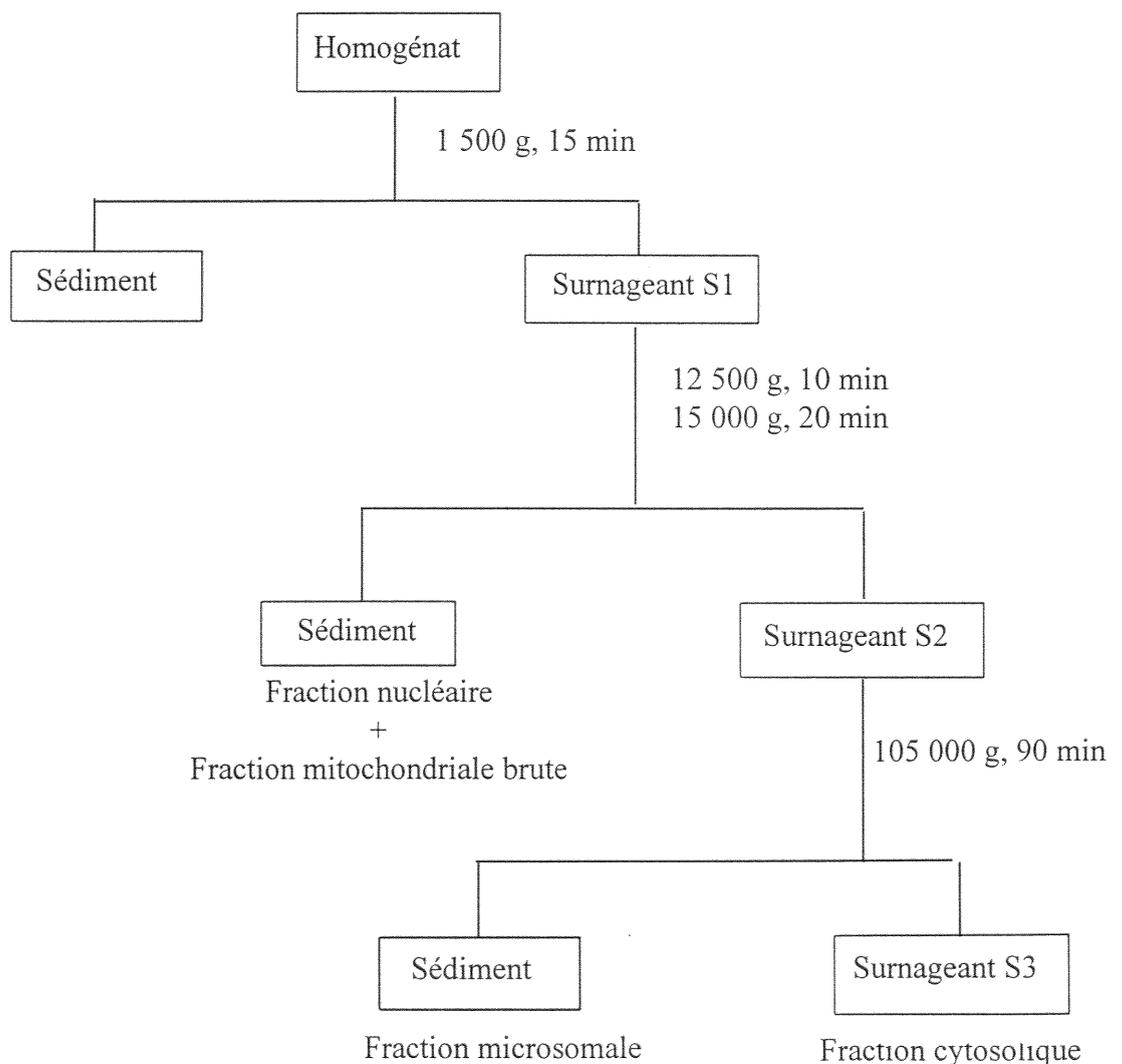 Homogénat
1 500 g, 15 min
Sédiment
Surnageant S1
12 500 g, 10 min
15 000 g, 20 min
Sédiment
Surnageant S2
Fraction nucléaire
+
Fraction mitochondriale brute
105 000 g, 90 min
Sédiment
Surnageant S3
Fraction microsomale
Fraction cytosolique